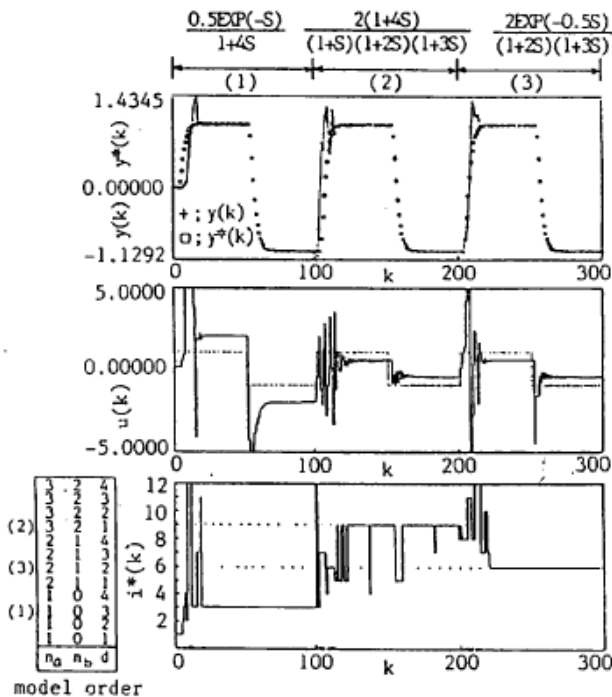 0.5EXP(-S)
1+4S
2(1+4S)
(1+S)(1+2S)(1+3S)
2EXP(-0.5S)
(1+2S)(1+3S)
(1) (2) (3)
1.4345
y*(k)
0.00000
y(k)
+ ; y(k)
□ ; y*(k)
-1.1292
0 100 200 300
k
5.0000
0.00000
u(k)
-5.0000
0 100 200 300
k
12
10
8
i*(k)
6
4
2
0 100 200 300
k
3 2 4
3 2 3
3 2 2
(2) 3 2 1
2 1 4
2 1 3
(3) 2 1 2
2 1 1
1 0 4
(1) 1 0 3
1 0 2
1 0 1
na nb d
model order